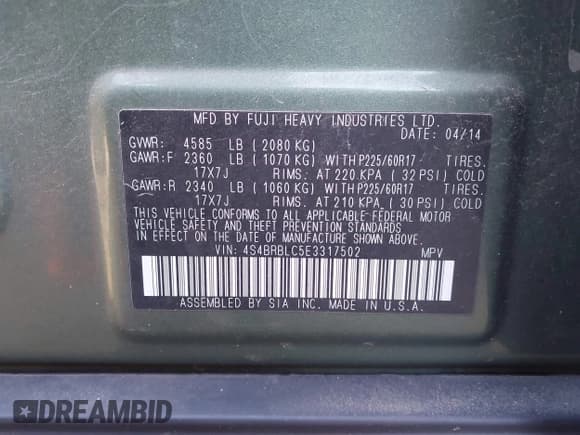 MFD BY FUJI HEAVY INDUSTRIES LTD.
DATE: 04/14
GVWR: 4585 LB ( 2080 KG)
GAWR:F 2360 LB ( 1070 KG) WITH P225/60R17 TIRES.
17X7J RIMS. AT 220 KPA ( 32 PSI) COLD
GAWR:R 2340 LB ( 1060 KG) WITH P225/60R17 TIRES.
17X7J RIMS. AT 210 KPA ( 30 PSI) COLD
THIS VEHICLE CONFORMS TO ALL APPLICABLE FEDERAL MOTOR
VEHICLE SAFETY AND THEFT PREVENTION STANDARDS
IN EFFECT ON THE DATE OF MANUFACTURE SHOWN ABOVE.
VIN: 4S4BRBLC5E3317502 MPV
ASSEMBLED BY SIA INC. MADE IN U.S.A.
DREAMBID